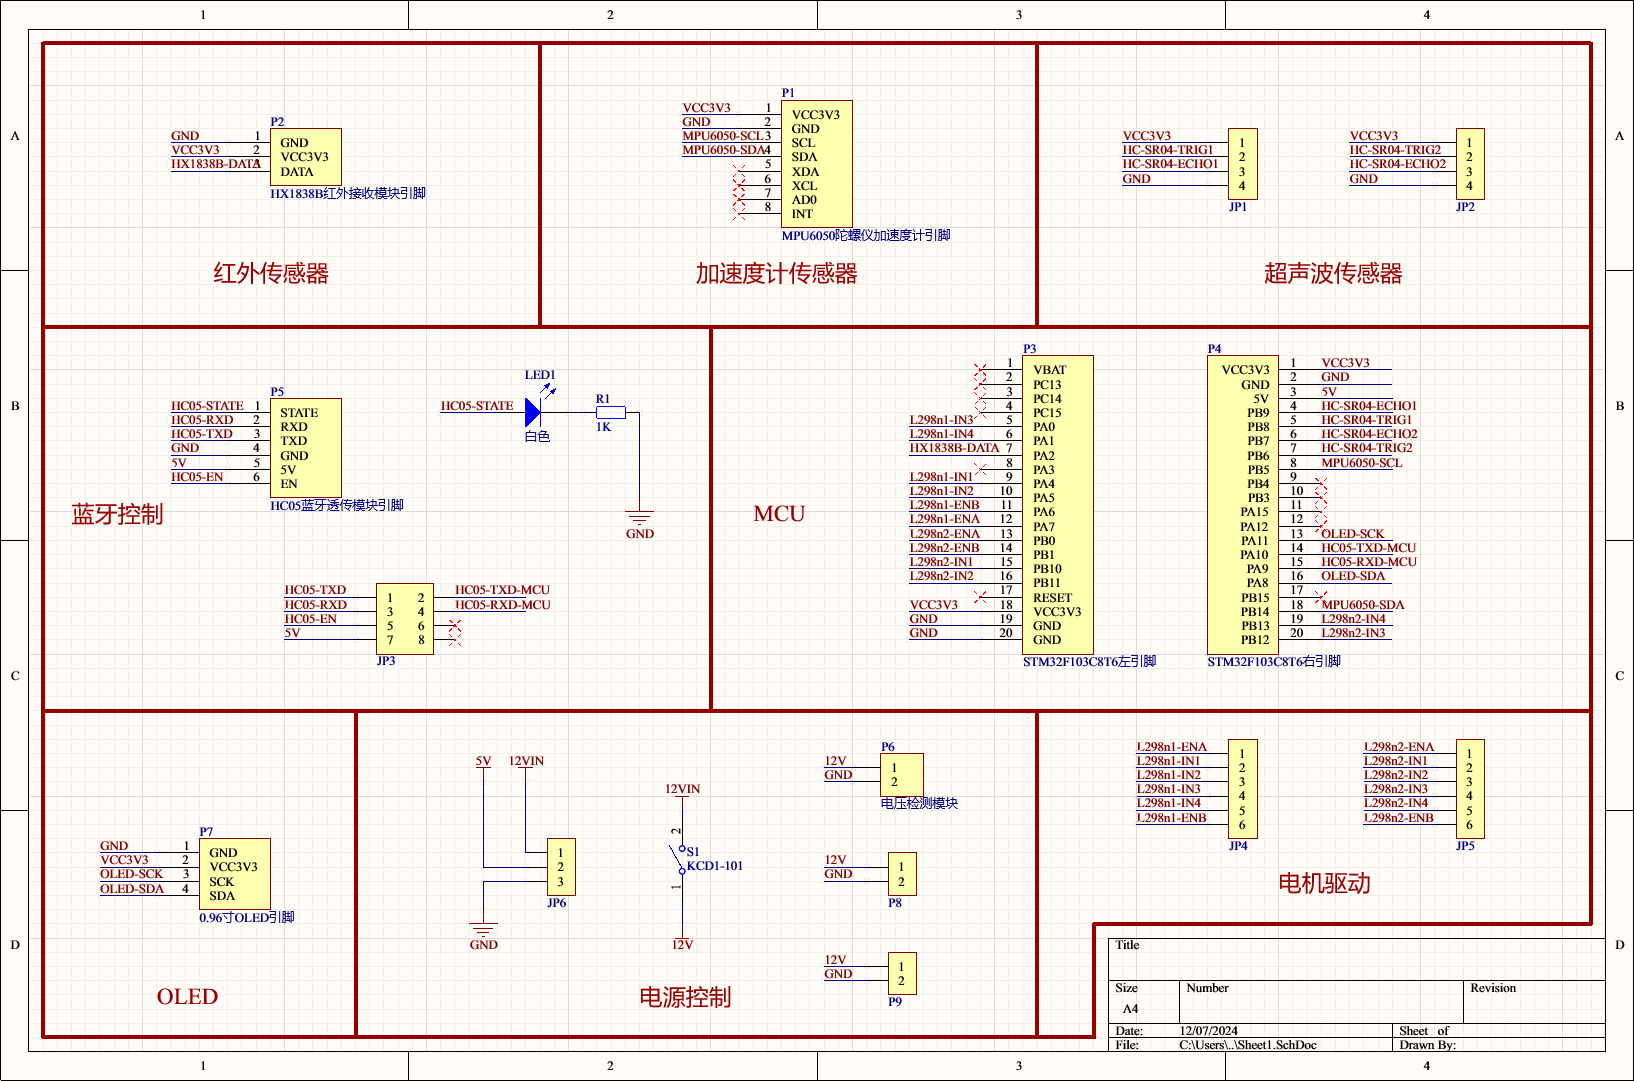 1 2 3 4
A A
P2
GND 1 GND
VCC3V3 2 VCC3V3
HX1838B-DATA 3 DATA
HX1838B红外接收模块引脚
红外传感器
P1
VCC3V3 1 VCC3V3
GND 2 GND
MPU6050-SCL 3 SCL
MPU6050-SDA 4 SDA
5 XDA
6 XCL
7 AD0
8 INT
MPU6050陀螺仪加速度计引脚
加速度计传感器
VCC3V3 1
HC-SR04-TRIG1 2
HC-SR04-ECHO1 3
GND 4
JP1
VCC3V3 1
HC-SR04-TRIG2 2
HC-SR04-ECHO2 3
GND 4
JP2
超声波传感器
B B
P5
HC05-STATE 1 STATE
HC05-RXD 2 RXD
HC05-TXD 3 TXD
GND 4 GND
5V 5 5V
HC05-EN 6 EN
HC05蓝牙透传模块引脚
LED1
HC05-STATE
白色
R1
1K
GND
蓝牙控制
HC05-TXD 1 2 HC05-TXD-MCU
HC05-RXD 3 4 HC05-RXD-MCU
HC05-EN 5 6
5V 7 8
JP3
MCU
P3
1 VBAT
2 PC13
3 PC14
4 PC15
L298n1-IN3 5 PA0
L298n1-IN4 6 PA1
HX1838B-DATA 7 PA2
8 PA3
L298n1-IN1 9 PA4
L298n1-IN2 10 PA5
L298n1-ENB 11 PA6
L298n1-ENA 12 PA7
L298n2-ENA 13 PB0
L298n2-ENB 14 PB1
L298n2-IN1 15 PB10
L298n2-IN2 16 PB11
17 RESET
VCC3V3 18 VCC3V3
GND 19 GND
GND 20 GND
STM32F103C8T6左引脚
P4
VCC3V3 1 VCC3V3
GND 2 GND
5V 3 5V
PB9 4 HC-SR04-ECHO1
PB8 5 HC-SR04-TRIG1
PB7 6 HC-SR04-ECHO2
PB6 7 HC-SR04-TRIG2
PB5 8 MPU6050-SCL
PB4 9
PB3 10
PA15 11
PA12 12
PA11 13 OLED-SCK
PA10 14 HC05-TXD-MCU
PA9 15 HC05-RXD-MCU
PA8 16 OLED-SDA
PB15 17
PB14 18 MPU6050-SDA
PB13 19 L298n2-IN4
PB12 20 L298n2-IN3
STM32F103C8T6右引脚
C C
P7
GND 1 GND
VCC3V3 2 VCC3V3
OLED-SCK 3 SCK
OLED-SDA 4 SDA
0.96寸OLED引脚
OLED
5V 12VIN
1
2
3
JP6
GND
12VIN
2
S1
KCD1-101
1
12V
P6
12V 1
GND 2
电压检测模块
12V 1
GND 2
P8
12V 1
GND 2
P9
电源控制
L298n1-ENA 1
L298n1-IN1 2
L298n1-IN2 3
L298n1-IN3 4
L298n1-IN4 5
L298n1-ENB 6
JP4
L298n2-ENA 1
L298n2-IN1 2
L298n2-IN2 3
L298n2-IN3 4
L298n2-IN4 5
L298n2-ENB 6
JP5
电机驱动
D D
Title
Size Number Revision
A4
Date: 12/07/2024 Sheet of
File: C:\Users\..\Sheet1.SchDoc Drawn By:
1 2 3 4